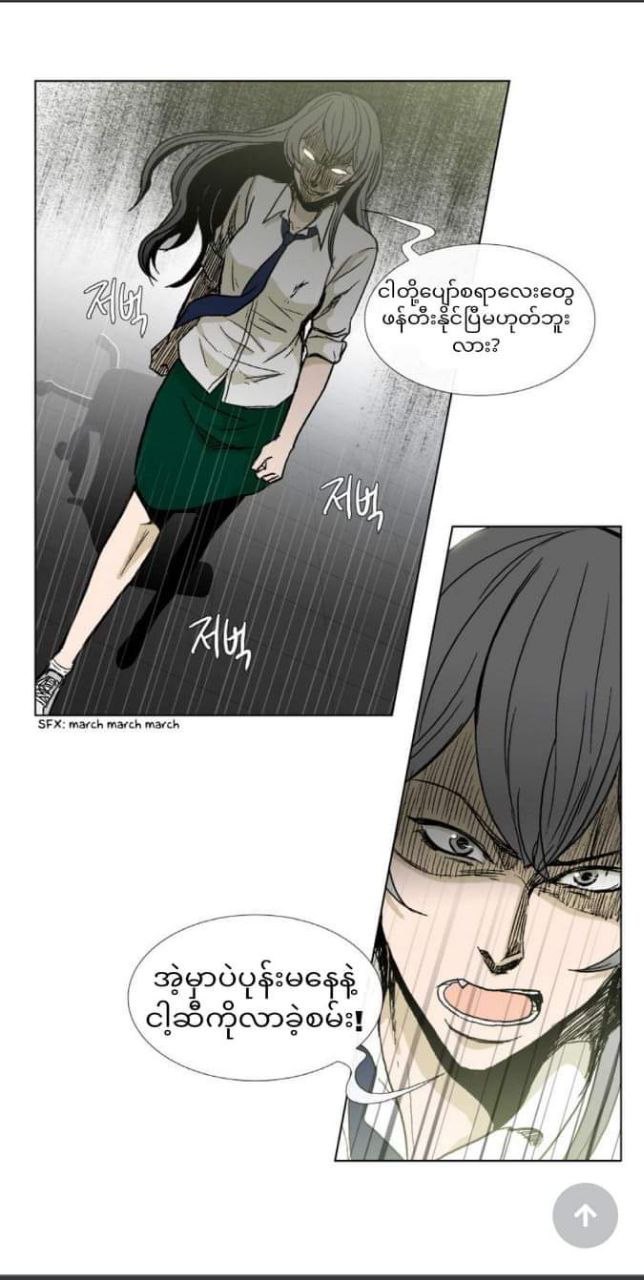 ငါတို့ပျော်စရာလေးတွေ
ဖန်တီးနိုင်ပြီမဟုတ်ဘူး
လား?
저벅
저벅
저벅
SFX: march march march
အဲ့မှာပဲပုန်းမနေနဲ့
ငါ့ဆီကိုလာခဲ့စမ်း!